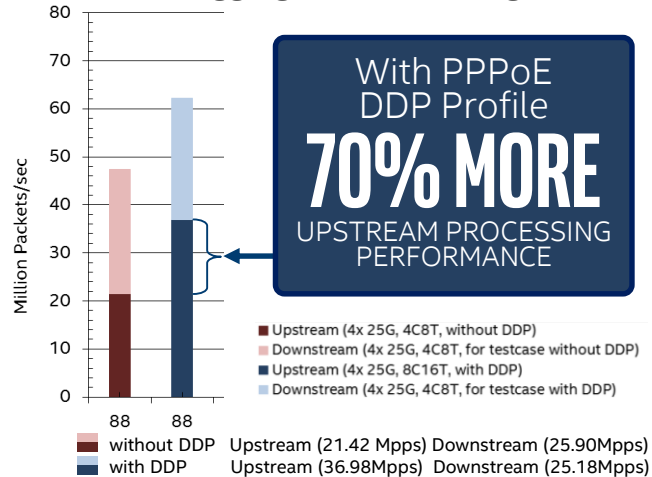 80
70
60
50
40
30
20
10
0
Million Packets/sec
88 88
With PPPoE
DDP Profile
70% MORE
UPSTREAM PROCESSING
PERFORMANCE
Upstream (4x 25G, 4C8T, without DDP)
Downstream (4x 25G, 4C8T, for testcase without DDP)
Upstream (4x 25G, 8C16T, with DDP)
Downstream (4x 25G, 4C8T, for testcase with DDP)
without DDP Upstream (21.42 Mpps) Downstream (25.90Mpps)
with DDP Upstream (36.98Mpps) Downstream (25.18Mpps)